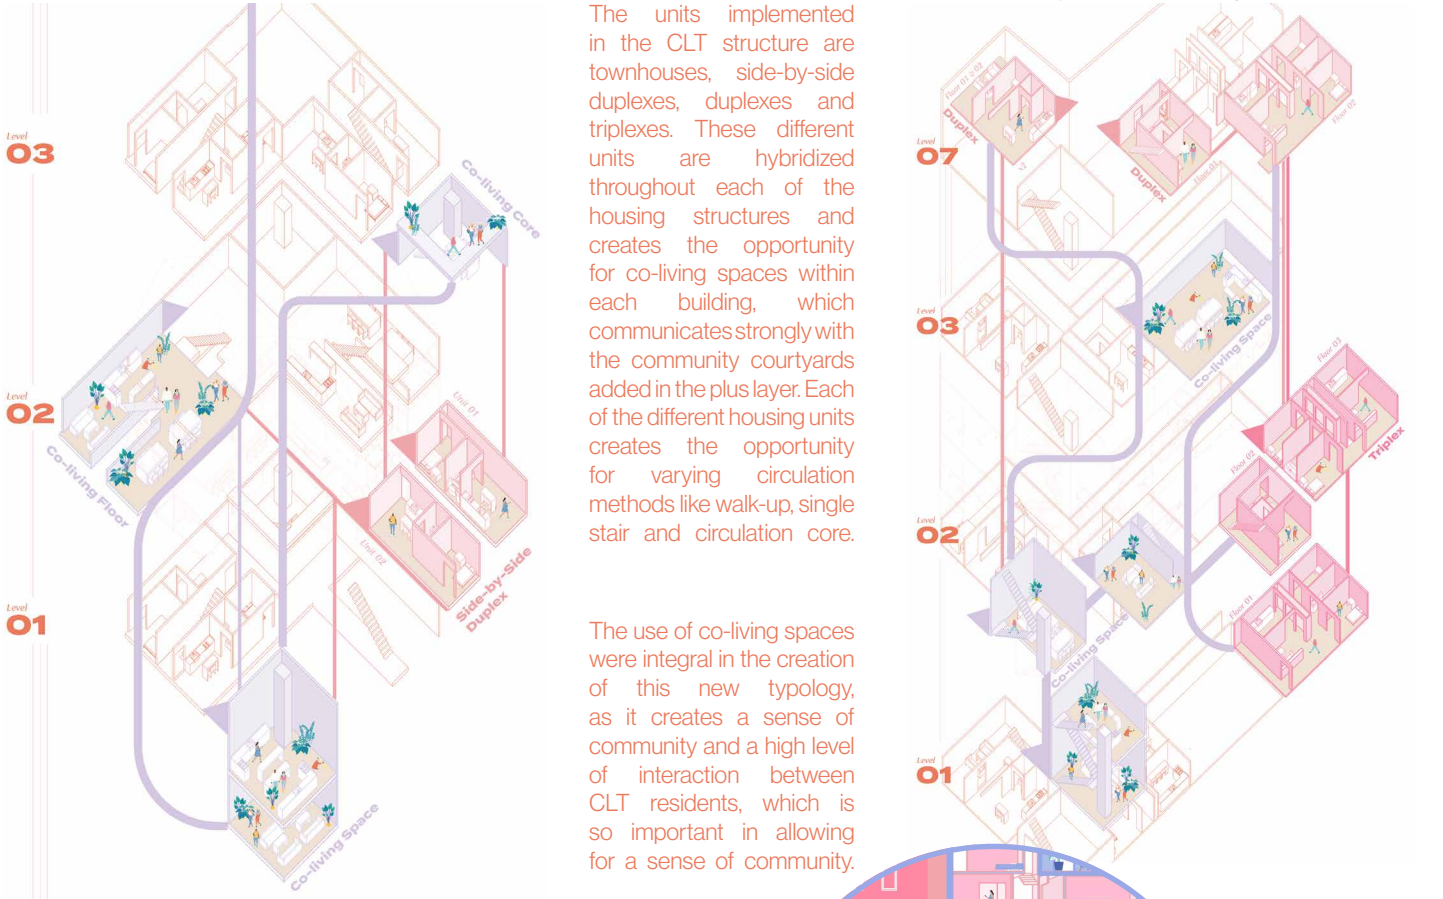 Level
03
Co-living Core
Level
02
Co-living Floor
Unit 01
Unit 02
Side-by-Side
Duplex
Level
01
Co-living Space
The units implemented
in the CLT structure are
townhouses, side-by-side
duplexes, duplexes and
triplexes. These different
units are hybridized
throughout each of the
housing structures and
creates the opportunity
for co-living spaces within
each building, which
communicates strongly with
the community courtyards
added in the plus layer. Each
of the different housing units
creates the opportunity
for varying circulation
methods like walk-up, single
stair and circulation core.
The use of co-living spaces
were integral in the creation
of this new typology,
as it creates a sense of
community and a high level
of interaction between
CLT residents, which is
so important in allowing
for a sense of community.
Floor 01 & 02
Duplex
Level
07
x2
Duplex
Floor 01
Floor 02
Level
03
Co-living Space
Floor 03
Triplex
Floor 02
Level
02
Floor 01
Co-living Space
Level
01